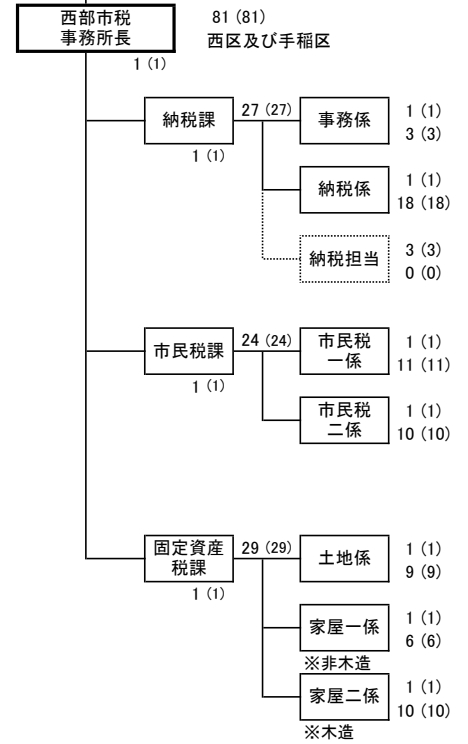 西部市税
事務所長
81 (81)
西区及び手稲区
1 (1)
納税課
27 (27)
1 (1)
事務係
1 (1)
3 (3)
納税係
1 (1)
18 (18)
納税担当
3 (3)
0 (0)
市民税課
24 (24)
1 (1)
市民税
一係
1 (1)
11 (11)
市民税
二係
1 (1)
10 (10)
固定資産
税課
29 (29)
1 (1)
土地係
1 (1)
9 (9)
家屋一係
1 (1)
6 (6)
※非木造
家屋二係
1 (1)
10 (10)
※木造